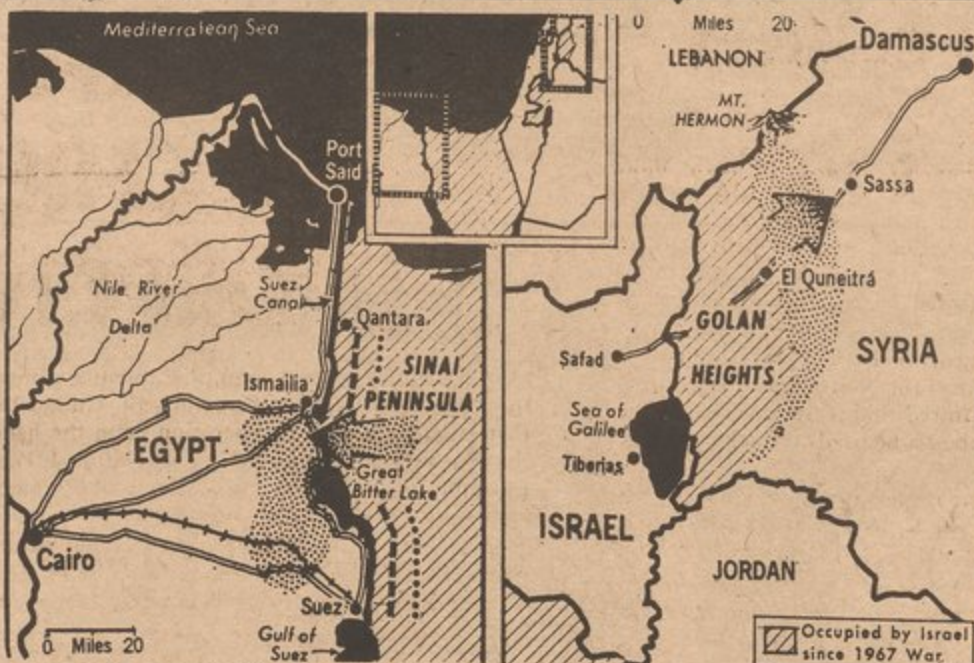 Mediterranean Sea
Port
Said
Suez
Canal
Nile River
Delta
Qantara
SINAI
PENINSULA
Ismailia
EGYPT
Great
Bitter Lake
Cairo
Suez
Gulf of
Suez
0 Miles 20
0 Miles 20
LEBANON
Damascus
MT.
HERMON
Sassa
El Quneitrá
GOLAN
HEIGHTS
SYRIA
Safad
Sea of
Galilee
Tiberias
ISRAEL
JORDAN
Occupied by Israel
since 1967 War.